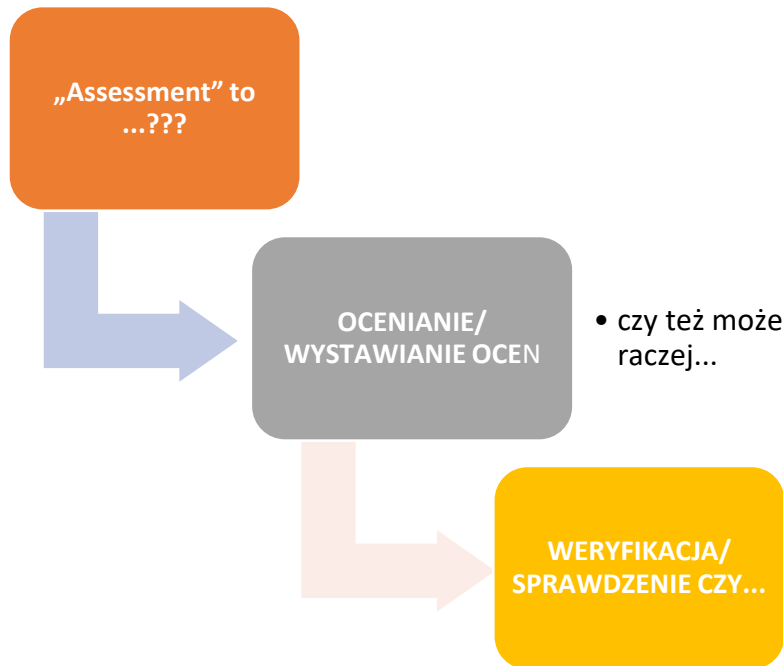 „Assessment” to
...???
OCENIANIE/
WYSTAWIANIE OCEN
• czy też może
raczej...
WERYFIKACJA/
SPRAWDZENIE CZY...